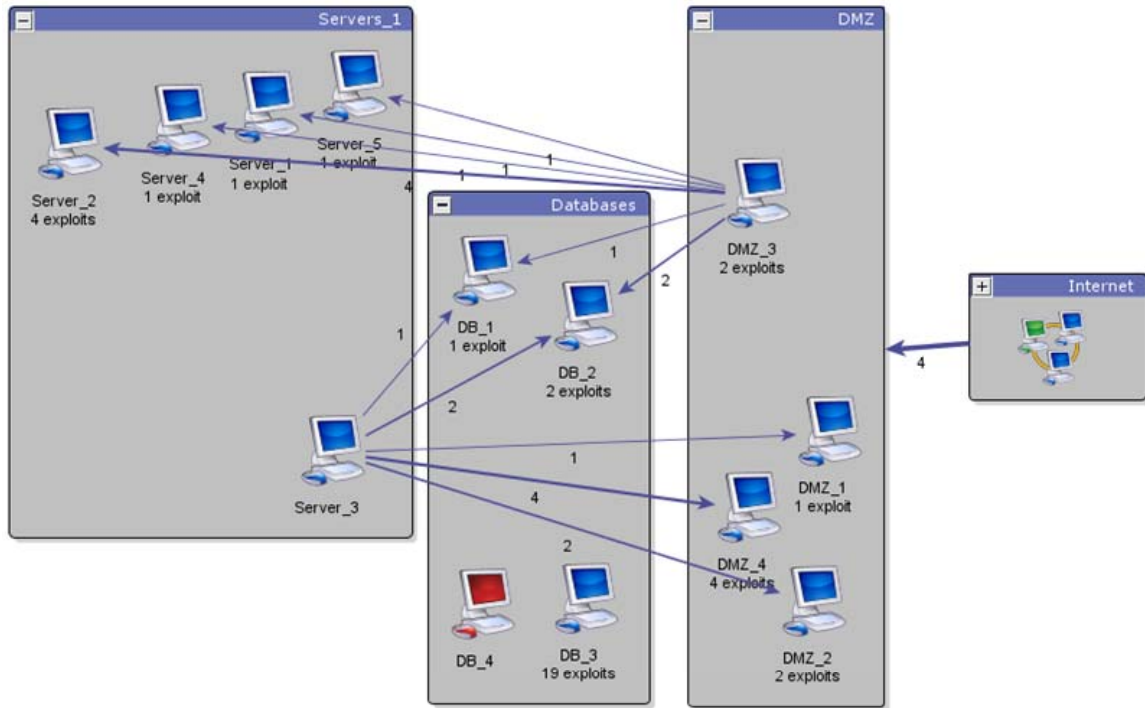 Servers_1
Server_5
1 exploit
Server_1
1 exploit
Server_4
1 exploit
Server_2
4 exploits
1
1
1
4
Databases
DB_1
1 exploit
DB_2
2 exploits
1
2
1
2
Server_3
1
4
2
DB_4
DB_3
19 exploits
DMZ
DMZ_3
2 exploits
DMZ_1
1 exploit
DMZ_4
4 exploits
DMZ_2
2 exploits
Internet
4